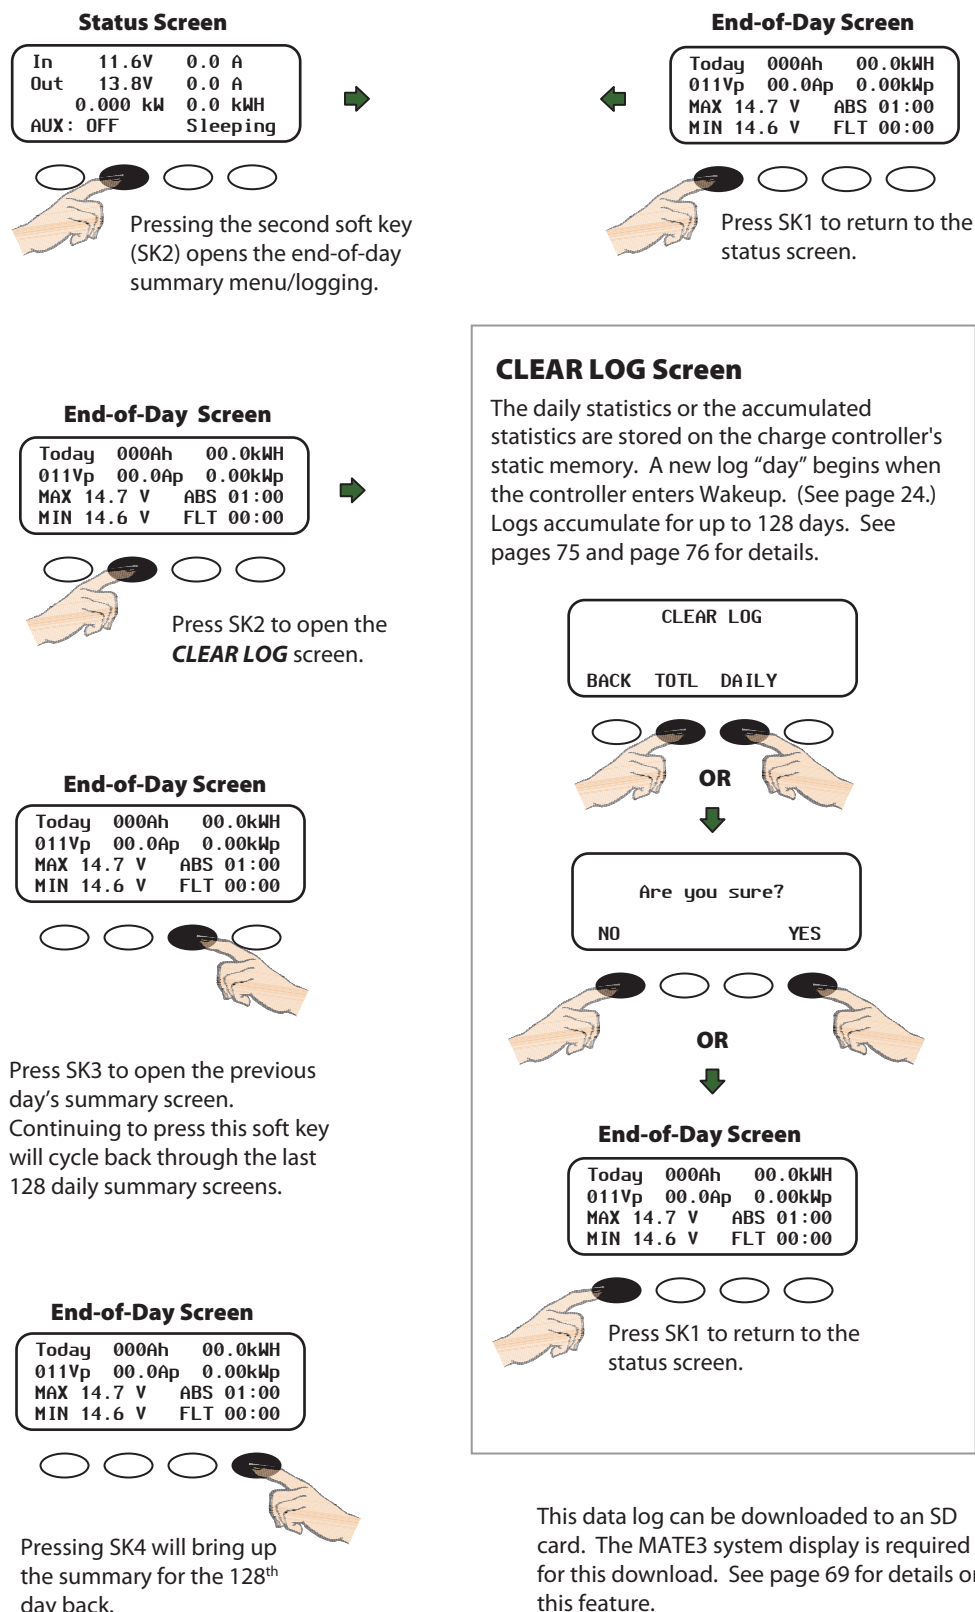 Status Screen
In 11.6V 0.0 A
Out 13.8V 0.0 A
0.000 kW 0.0 kWH
AUX: OFF Sleeping
Pressing the second soft key
(SK2) opens the end-of-day
summary menu/logging.
End-of-Day Screen
Today 000Ah 00.0kWH
011Vp 00.0Ap 0.00kWp
MAX 14.7 V ABS 01:00
MIN 14.6 V FLT 00:00
Press SK1 to return to the
status screen.
End-of-Day Screen
Today 000Ah 00.0kWH
011Vp 00.0Ap 0.00kWp
MAX 14.7 V ABS 01:00
MIN 14.6 V FLT 00:00
Press SK2 to open the
CLEAR LOG screen.
End-of-Day Screen
Today 000Ah 00.0kWH
011Vp 00.0Ap 0.00kWp
MAX 14.7 V ABS 01:00
MIN 14.6 V FLT 00:00
Press SK3 to open the previous
day’s summary screen.
Continuing to press this soft key
will cycle back through the last
128 daily summary screens.
End-of-Day Screen
Today 000Ah 00.0kWH
011Vp 00.0Ap 0.00kWp
MAX 14.7 V ABS 01:00
MIN 14.6 V FLT 00:00
Pressing SK4 will bring up
the summary for the 128th
day back.
CLEAR LOG Screen
The daily statistics or the accumulated
statistics are stored on the charge controller's
static memory. A new log “day” begins when
the controller enters Wakeup. (See page 24.)
Logs accumulate for up to 128 days. See
pages 75 and page 76 for details.
CLEAR LOG
BACK TOTL DAILY
OR
Are you sure?
NO YES
OR
End-of-Day Screen
Today 000Ah 00.0kWH
011Vp 00.0Ap 0.00kWp
MAX 14.7 V ABS 01:00
MIN 14.6 V FLT 00:00
Press SK1 to return to the
status screen.
This data log can be downloaded to an SD
card. The MATE3 system display is required
for this download. See page 69 for details on
this feature.